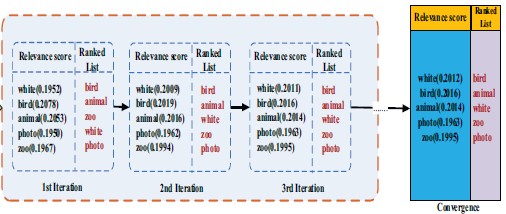 Relevance score Ranked List
white(0.1952) bird
bird(0.2078) animal
animal(0.2053) zoo
photo(0.1950) white
zoo(0.1967) photo
1st Iteration
Relevance score Ranked List
white(0.2009) bird
bird(0.2019) animal
animal(0.2016) white
photo(0.1962) zoo
zoo(0.1994) photo
2nd Iteration
Relevance score Ranked List
white(0.2011) bird
bird(0.2016) animal
animal(0.2014) white
photo(0.1963) zoo
zoo(0.1995) photo
3rd Iteration
Relevance score Ranked List
white(0.2012) bird
bird(0.2016) animal
animal(0.2014) white
photo(0.1963) zoo
zoo(0.1995) photo
Convergence